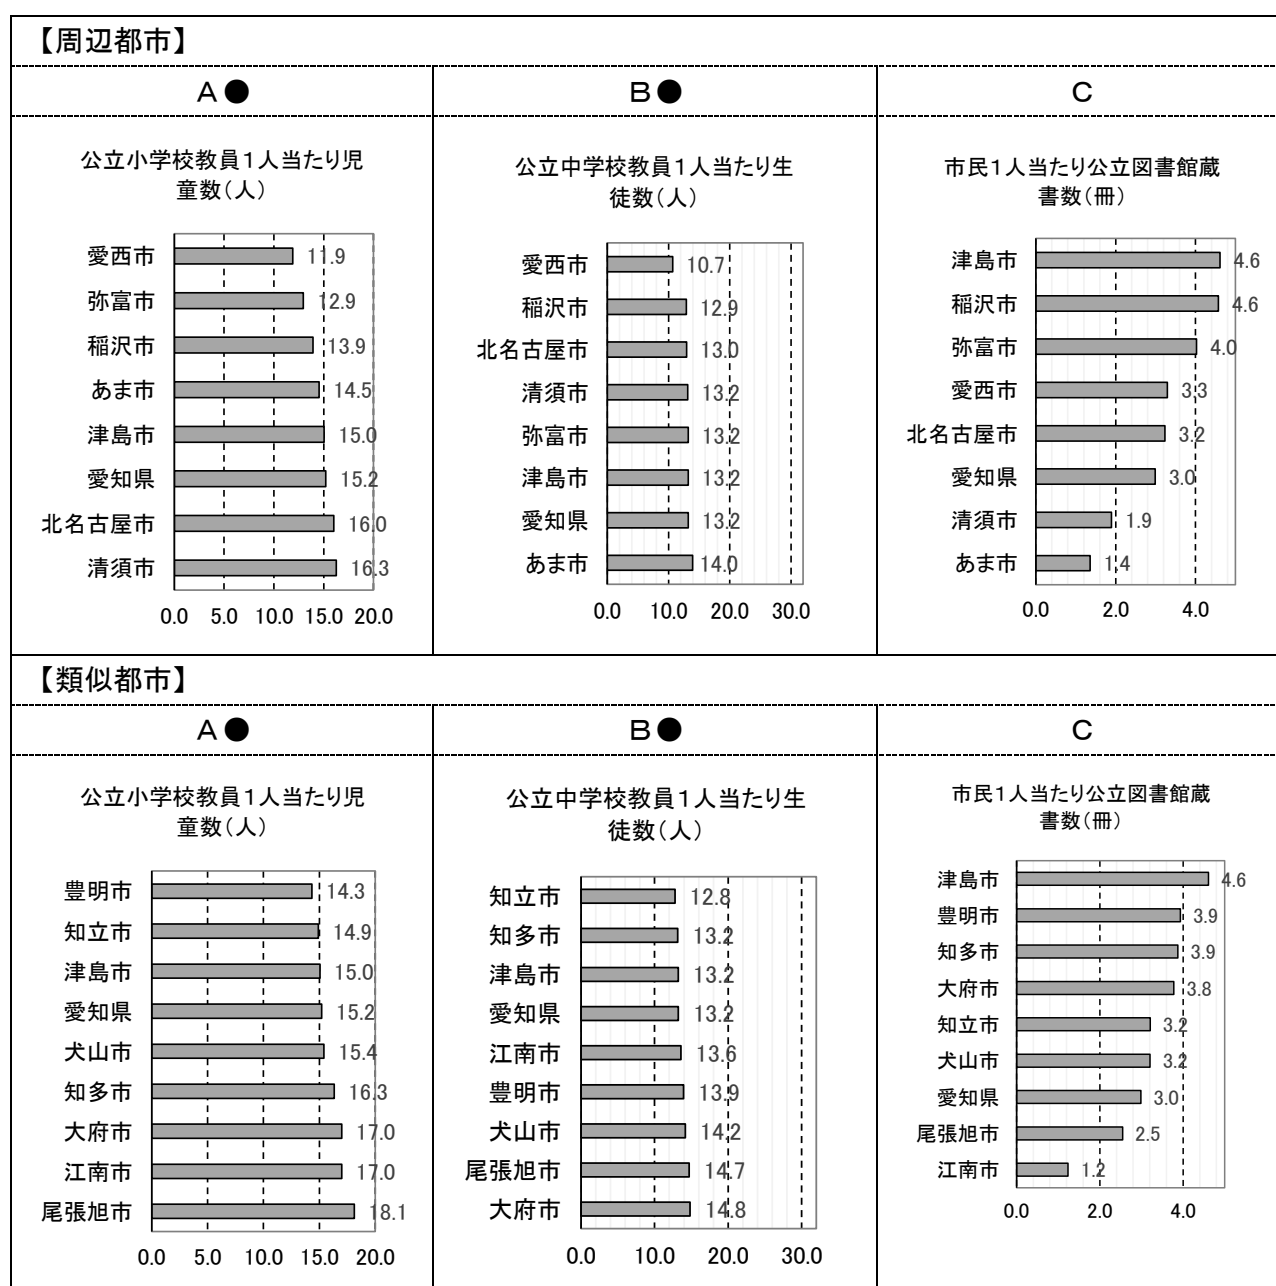 【周辺都市】
A●
B●
C
公立小学校教員1人当たり児
童数(人)
愛西市 11.9
弥富市 12.9
稲沢市 13.9
あま市 14.5
津島市 15.0
愛知県 15.2
北名古屋市 16.0
清須市 16.3
0.0 5.0 10.0 15.0 20.0
公立中学校教員1人当たり生
徒数(人)
愛西市 10.7
稲沢市 12.9
北名古屋市 13.0
清須市 13.2
弥富市 13.2
津島市 13.2
愛知県 13.2
あま市 14.0
0.0 10.0 20.0 30.0
市民1人当たり公立図書館蔵
書数(冊)
津島市 4.6
稲沢市 4.6
弥富市 4.0
愛西市 3.3
北名古屋市 3.2
愛知県 3.0
清須市 1.9
あま市 1.4
0.0 2.0 4.0
【類似都市】
A●
B●
C
公立小学校教員1人当たり児
童数(人)
豊明市 14.3
知立市 14.9
津島市 15.0
愛知県 15.2
犬山市 15.4
知多市 16.3
大府市 17.0
江南市 17.0
尾張旭市 18.1
0.0 5.0 10.0 15.0 20.0
公立中学校教員1人当たり生
徒数(人)
知立市 12.8
知多市 13.2
津島市 13.2
愛知県 13.2
江南市 13.6
豊明市 13.9
犬山市 14.2
尾張旭市 14.7
大府市 14.8
0.0 10.0 20.0 30.0
市民1人当たり公立図書館蔵
書数(冊)
津島市 4.6
豊明市 3.9
知多市 3.9
大府市 3.8
知立市 3.2
犬山市 3.2
愛知県 3.0
尾張旭市 2.5
江南市 1.2
0.0 2.0 4.0